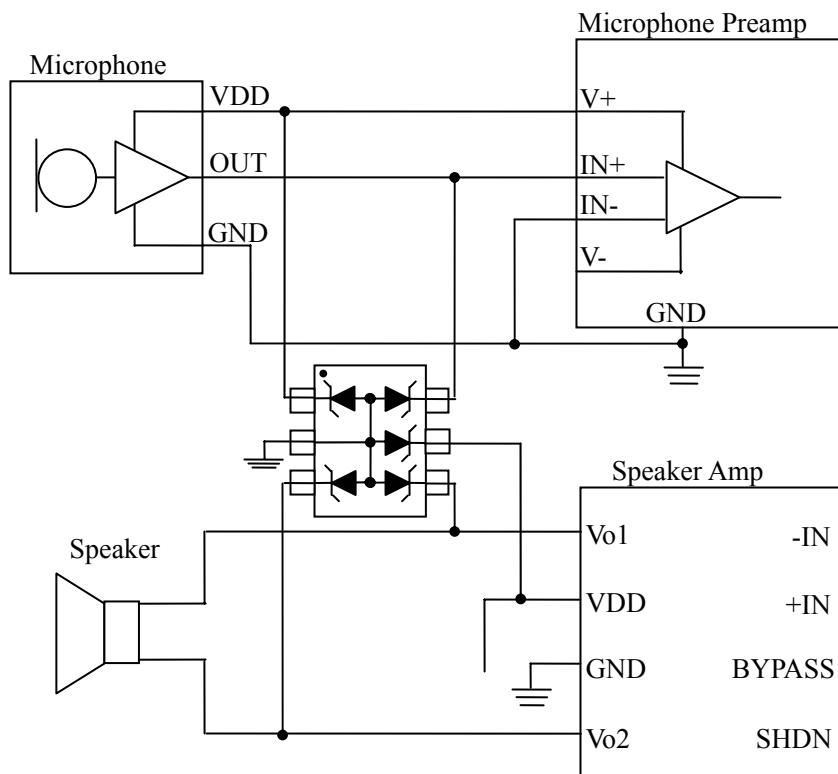 Microphone Preamp
Microphone
VDD
V+
OUT
IN+
IN-
GND
V-
GND
Speaker Amp
Vo1
-IN
Speaker
VDD
+IN
GND
BYPASS
Vo2
SHDN